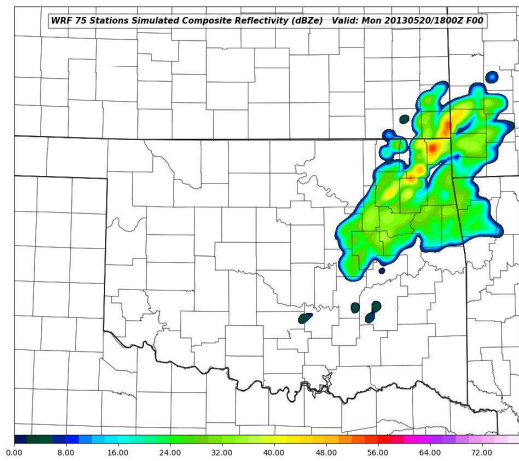 WRF 75 Stations Simulated Composite Reflectivity (dBZe) Valid: Mon 20130520/1800Z F00
0.00 8.00 16.00 24.00 32.00 40.00 48.00 56.00 64.00 72.00